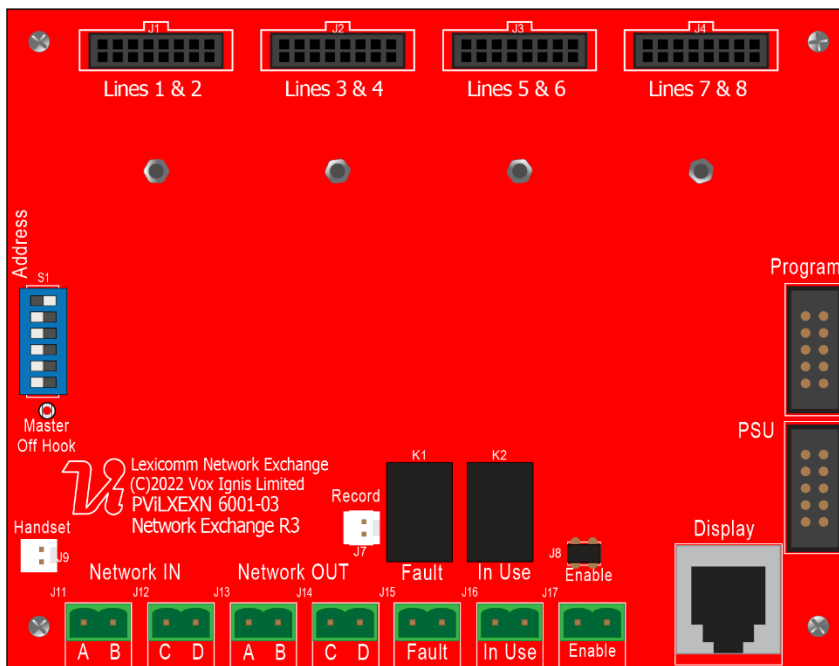 J1 J2 J3 J4
Lines 1 & 2 Lines 3 & 4 Lines 5 & 6 Lines 7 & 8
Address
S1
Program
Master
Off Hook
PSU
Lexicomm Network Exchange
(C)2022 Vox Ignis Limited
PViLXEXN 6001-03
Network Exchange R3
K1 K2
Record
J7
Handset
J9
Display
J8
Enable
Network IN Network OUT Fault In Use
J11 J12 J13 J14 J15 J16 J17
A B C D A B C D Fault In Use Enable